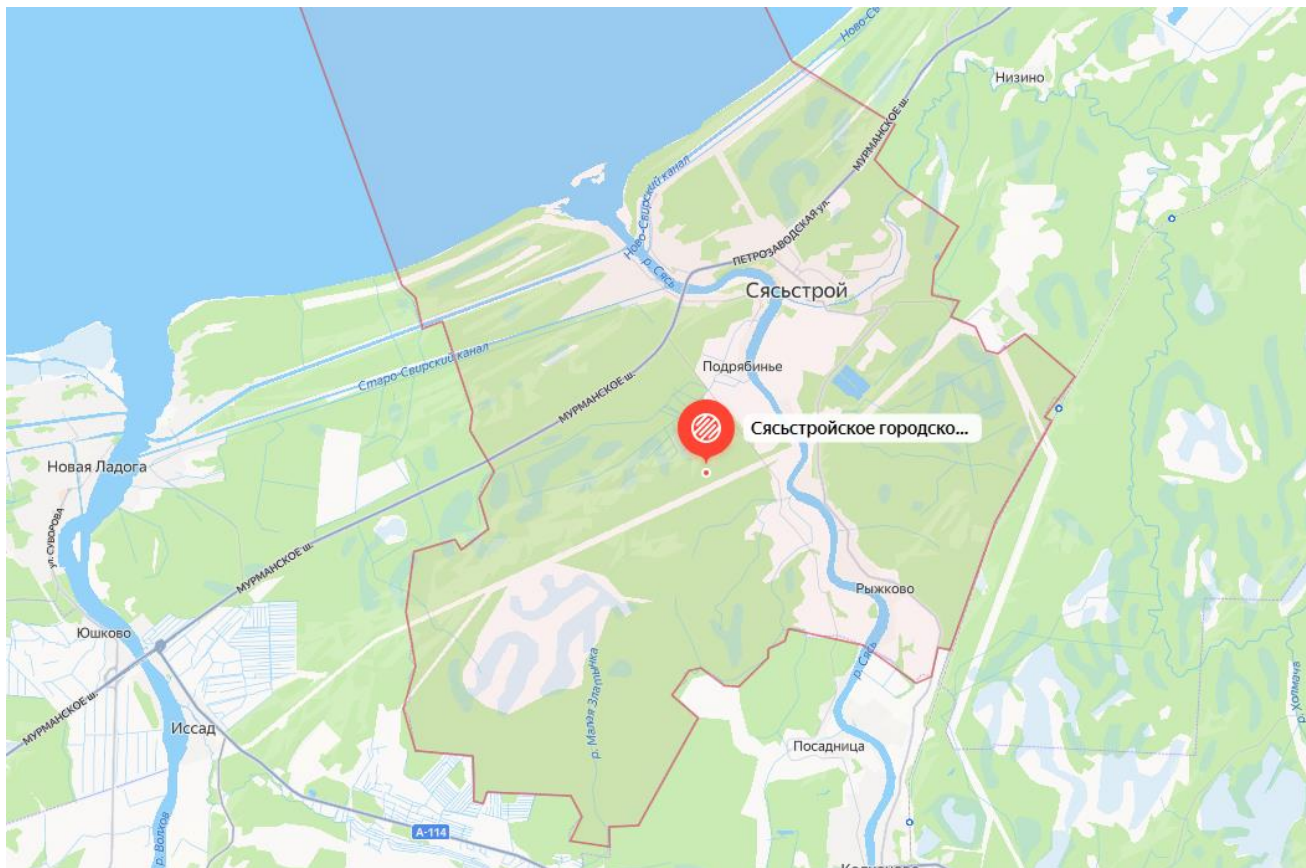 Ново-Св
Низино
МУРМАНСКОЕ ш.
Ново-Свирский канал
ПЕТРОЗАВОДСКАЯ ул.
р. Сясь
Сясьстрой
Старо-Свирский канал
Подрябинье
МУРМАНСКОЕ ш.
Сясьстройское городско...
Новая Ладога
ул. СУВОРОВА
МУРМАНСКОЕ ш.
Рыжково
Юшково
р. Сясь
р. Малая Златынка
р. Холмача
МУРМАНСКОЕ ш.
Иссад
Посадница
А-114
р. Волхов